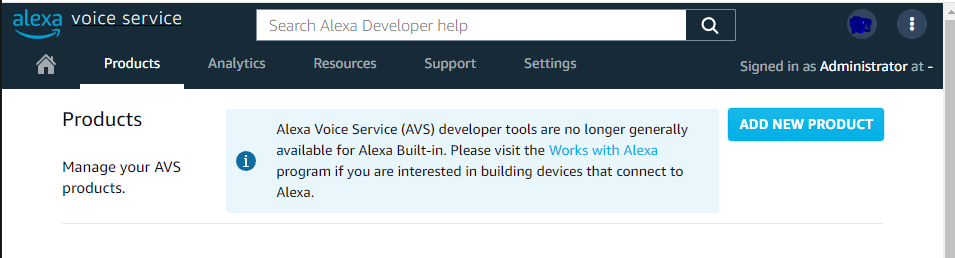 alexa voice service
Search Alexa Developer help
Products Analytics Resources Support Settings
Signed in as Administrator at -
Products
Manage your AVS
products.
Alexa Voice Service (AVS) developer tools are no longer generally
available for Alexa Built-in. Please visit the Works with Alexa
program if you are interested in building devices that connect to
Alexa.
ADD NEW PRODUCT